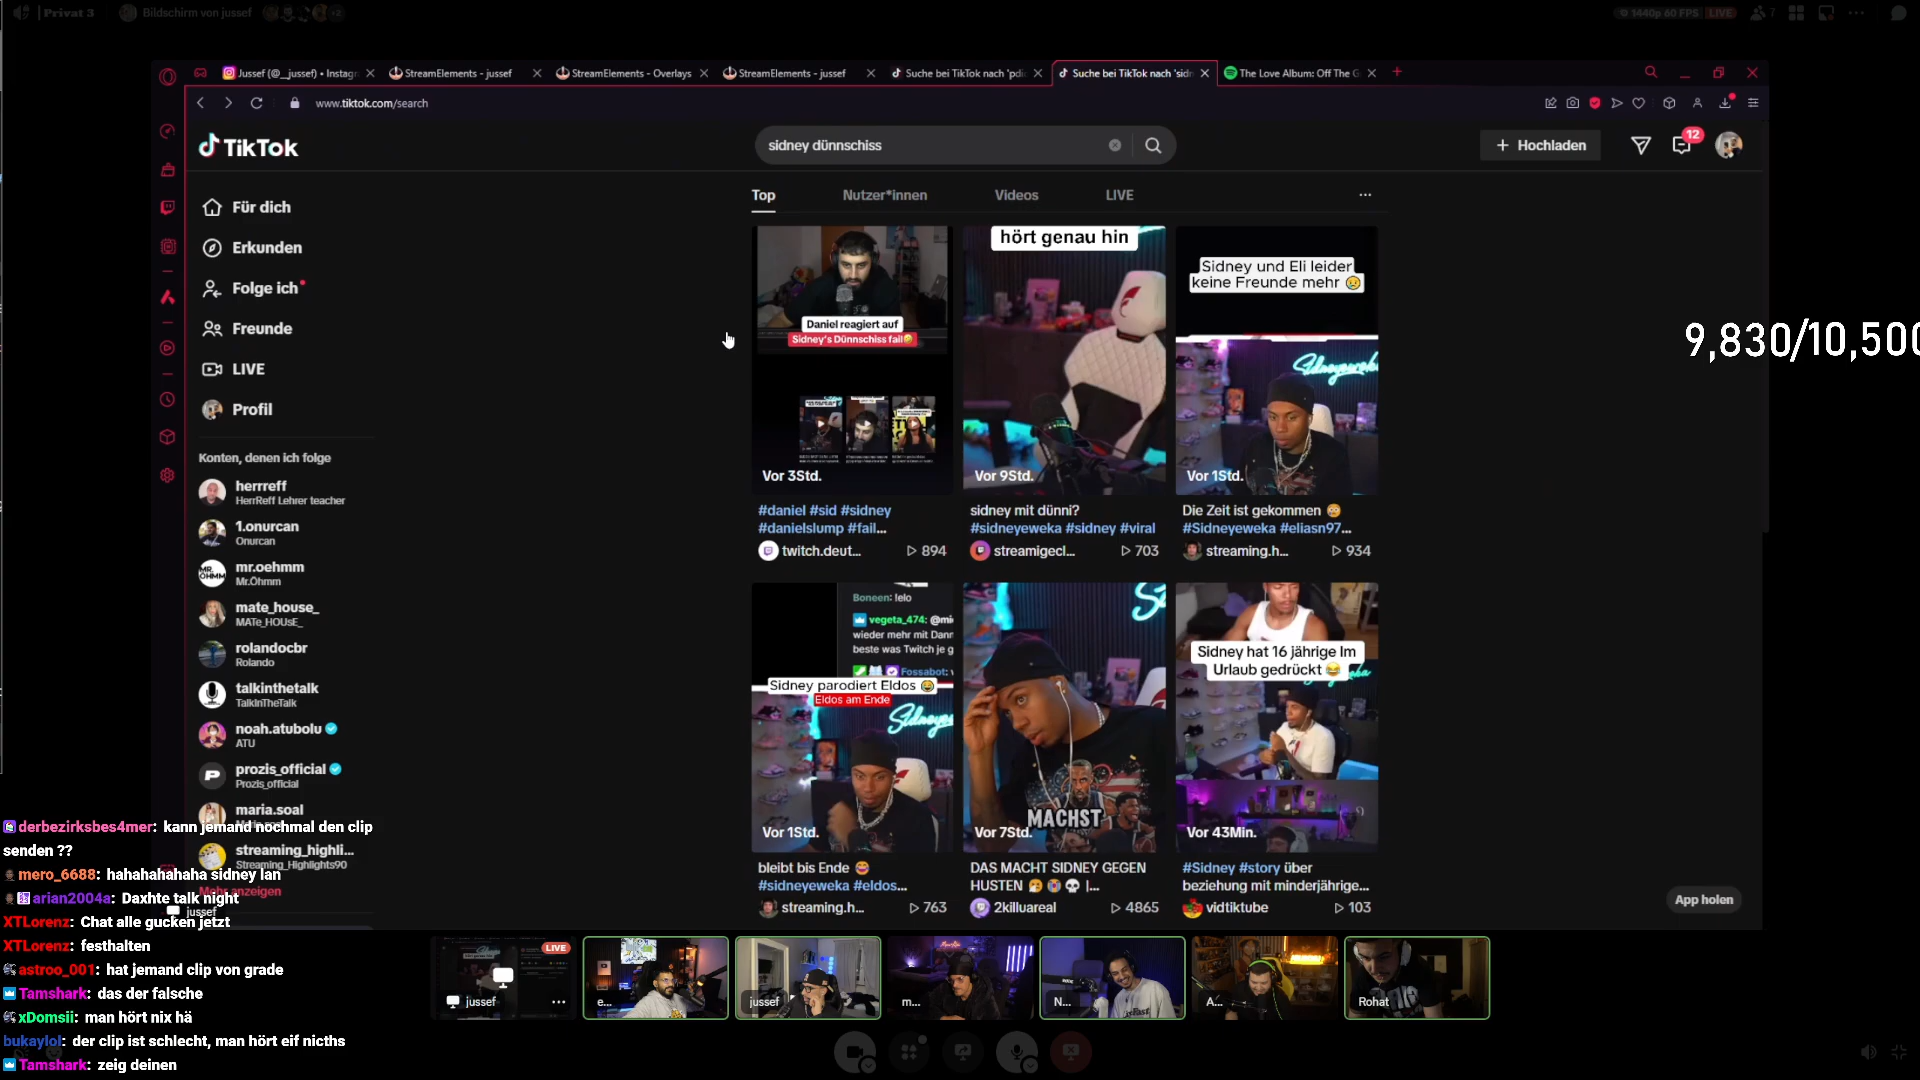 Privat 3
Bildschirm von jussef
+2
1440p 60 FPS
LIVE
7
Jussef (@__jussef) • Instagr
StreamElements - jussef
StreamElements - Overlays
StreamElements - jussef
Suche bei TikTok nach 'pdi
Suche bei TikTok nach 'sidn
The Love Album: Off The G
www.tiktok.com/search
TikTok
sidney dünnschiss
Hochladen
12
Top
Nutzer*innen
Videos
LIVE
Für dich
Erkunden
Folge ich
Freunde
LIVE
Profil
Konten, denen ich folge
herrreff
HerrReff Lehrer teacher
1.onurcan
Onurcan
mr.oehmm
Mr.Öhmm
mate_house_
MATe_HOUsE_
rolandocbr
Rolando
talkinthetalk
TalkInTheTalk
noah.atubolu
ATU
prozis_official
Prozis_official
maria.soal
streaming_highli...
Streaming_Highlights90
Mehr anzeigen
Daniel reagiert auf
Sidney's Dünnschiss fail🤣
Vor 3Std.
#daniel #sid #sidney
#danielslump #fail...
twitch.deut...
894
hört genau hin
Vor 9Std.
sidney mit dünni?
#sidneyeweka #sidney #viral
streamigecl...
703
Sidney und Eli leider
keine Freunde mehr 😥
Vor 1Std.
Die Zeit ist gekommen 😳
#Sidneyeweka #eliasn97...
streaming.h...
934
9,830/10,500
Boneen: !elo
vegeta_474: @mi
wieder mehr mit Dann
beste was Twitch je g
Fossabot:
Sidney parodiert Eldos 😂
Eldos am Ende
Vor 1Std.
bleibt bis Ende 😂
#sidneyeweka #eldos...
streaming.h...
763
MACHST
Vor 7Std.
DAS MACHT SIDNEY GEGEN
HUSTEN 🤧 😭 💀 |...
2killuareal
4865
Sidney hat 16 jährige Im
Urlaub gedrückt 😂
Vor 43Min.
#Sidney #story über
beziehung mit minderjährige...
vidtiktube
103
App holen
derbezirksbes4mer: kann jemand nochmal den clip
senden ??
mero_6688: hahahahahaha sidney lan
arian2004a: Daxhte talk night
jussef
XTLorenz: Chat alle gucken jetzt
XTLorenz: festhalten
astroo_001: hat jemand clip von grade
Tamshark: das der falsche
xDomsii: man hört nix hä
bukaylol: der clip ist schlecht, man hört eif nicths
Tamshark: zeig deinen
LIVE
jussef
e...
jussef
m...
N...
A...
Rohat